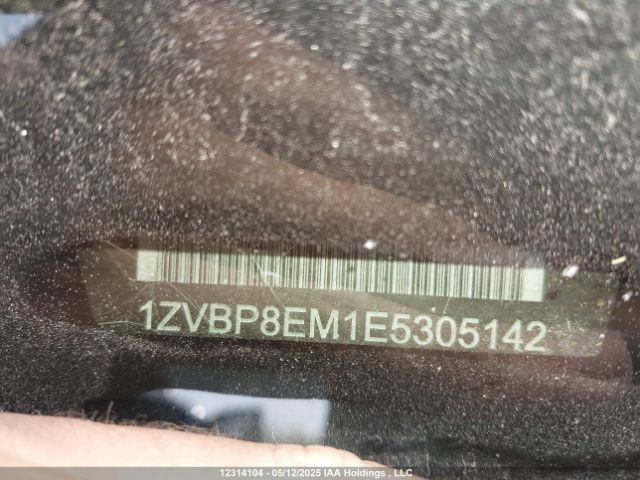 1ZVBP8EM1E5305142
12314104 - 05/12/2025 IAA Holdings , LLC